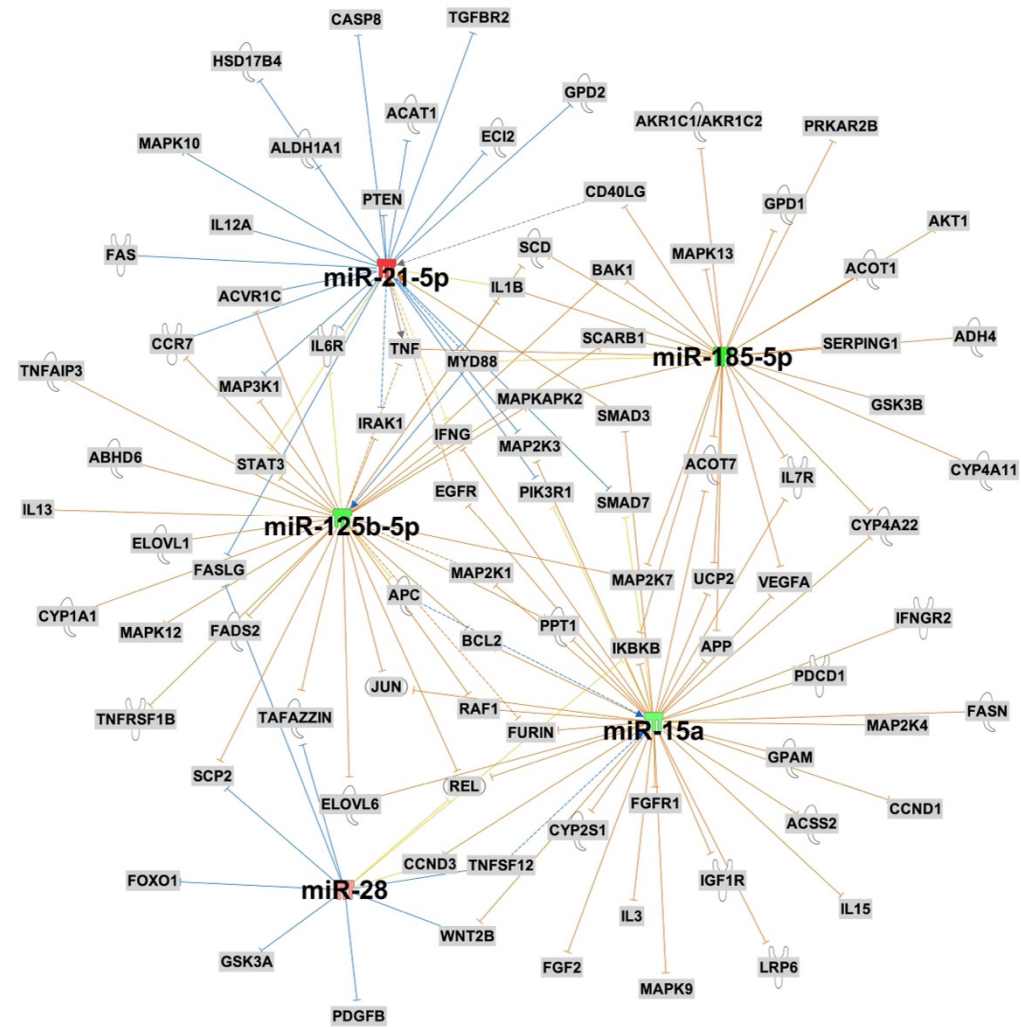 CASP8
TGFBR2
HSD17B4
GPD2
ACAT1
AKR1C1/AKR1C2
PRKAR2B
ECI2
MAPK10
ALDH1A1
PTEN
CD40LG
GPD1
IL12A
AKT1
FAS
SCD
MAPK13
BAK1
ACOT1
miR-21-5p
IL1B
ACVR1C
CCR7
IL6R
TNF
SCARB1
SERPING1
ADH4
miR-185-5p
MYD88
TNFAIP3
MAP3K1
MAPKAPK2
GSK3B
SMAD3
IRAK1
IFNG
MAP2K3
ABHD6
STAT3
ACOT7
IL7R
CYP4A11
EGFR
PIK3R1
SMAD7
IL13
miR-125b-5p
CYP4A22
ELOVL1
FASLG
MAP2K1
MAP2K7
UCP2
VEGFA
APC
CYP1A1
MAPK12
FADS2
BCL2
PPT1
IKBKB
APP
IFNGR2
PDCD1
JUN
TNFRSF1B
TAFAZZIN
RAF1
FURIN
miR-15a
MAP2K4
FASN
GPAM
SCP2
REL
ELOVL6
FGFR1
CCND1
CYP2S1
ACSS2
CCND3
TNFSF12
FOXO1
miR-28
IGF1R
IL3
IL15
WNT2B
GSK3A
FGF2
LRP6
MAPK9
PDGFB